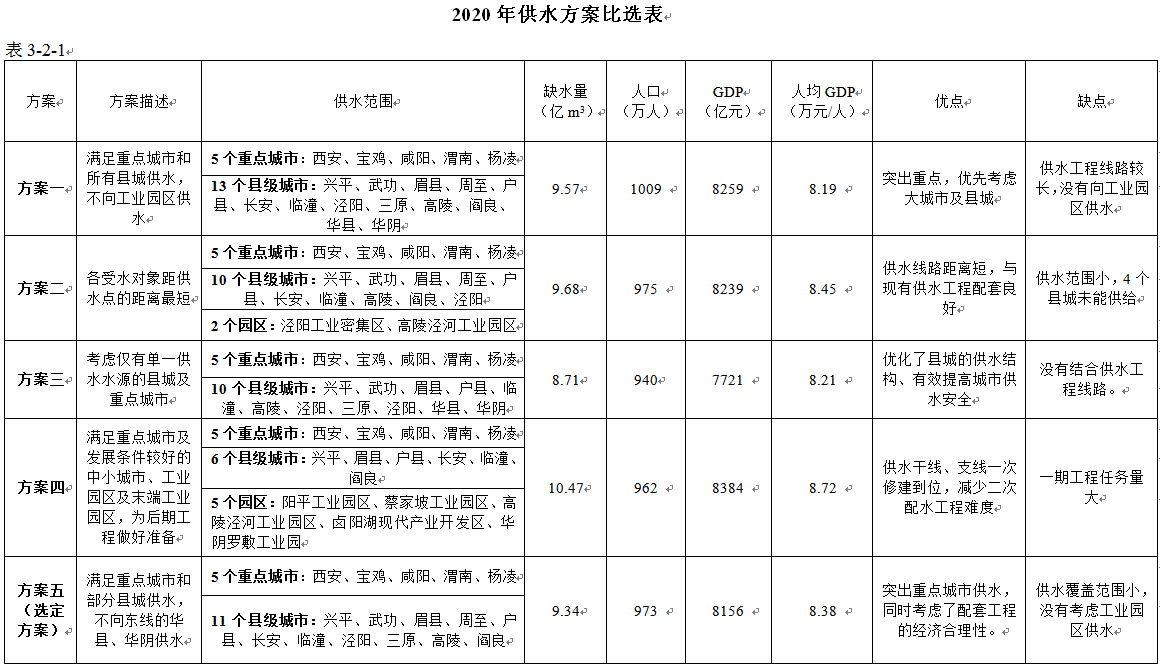 2020 年供水方案比选表
表 3-2-1
方案
方案描述
供水范围
缺水量
（亿 m³）
人口
（万人）
GDP
（亿元）
人均 GDP
（万元/人）
优点
缺点
方案一
满足重点城市和
所有县城供水，
不向工业园区供
水
5 个重点城市：西安、宝鸡、咸阳、渭南、杨凌
13 个县级城市：兴平、武功、眉县、周至、户
县、长安、临潼、泾阳、三原、高陵、阎良、
华县、华阴
9.57
1009
8259
8.19
突出重点，优先考虑
大城市及县城
供水工程线路较
长，没有向工业园
区供水
方案二
各受水对象距供
水点的距离最短
5 个重点城市：西安、宝鸡、咸阳、渭南、杨凌
10 个县级城市：兴平、武功、眉县、周至、户
县、长安、临潼、高陵、阎良、泾阳
2 个园区：泾阳工业密集区、高陵泾河工业园区
9.68
975
8239
8.45
供水线路距离短，与
现有供水工程配套良
好
供水范围小，4 个
县城未能供给
方案三
考虑仅有单一供
水水源的县城及
重点城市
5 个重点城市：西安、宝鸡、咸阳、渭南、杨凌
10 个县级城市：兴平、武功、眉县、户县、临
潼、高陵、泾阳、三原、泾阳、华县、华阴
8.71
940
7721
8.21
优化了县城的供水结
构、有效提高城市供
水安全
没有结合供水工
程线路。
方案四
满足重点城市及
发展条件较好的
中小城市、工业
园区及末端工业
园区，为后期工
程做好准备
5 个重点城市：西安、宝鸡、咸阳、渭南、杨凌
6 个县级城市：兴平、眉县、户县、长安、临潼、
阎良
5 个园区：阳平工业园区、蔡家坡工业园区、高
陵泾河工业园区、卤阳湖现代产业开发区、华
阴罗敷工业园
10.47
962
8384
8.72
供水干线、支线一次
修建到位，减少二次
配水工程难度
一期工程任务量
大
方案五
（选定
方案）
满足重点城市和
部分县城供水，
不向东线的华
县、华阴供水
5 个重点城市：西安、宝鸡、咸阳、渭南、杨凌
11 个县级城市：兴平、武功、眉县、周至、户
县、长安、临潼、泾阳、三原、高陵、阎良
9.34
973
8156
8.38
突出重点城市供水，
同时考虑了配套工程
的经济合理性。
供水覆盖范围小，
没有考虑工业园
区供水